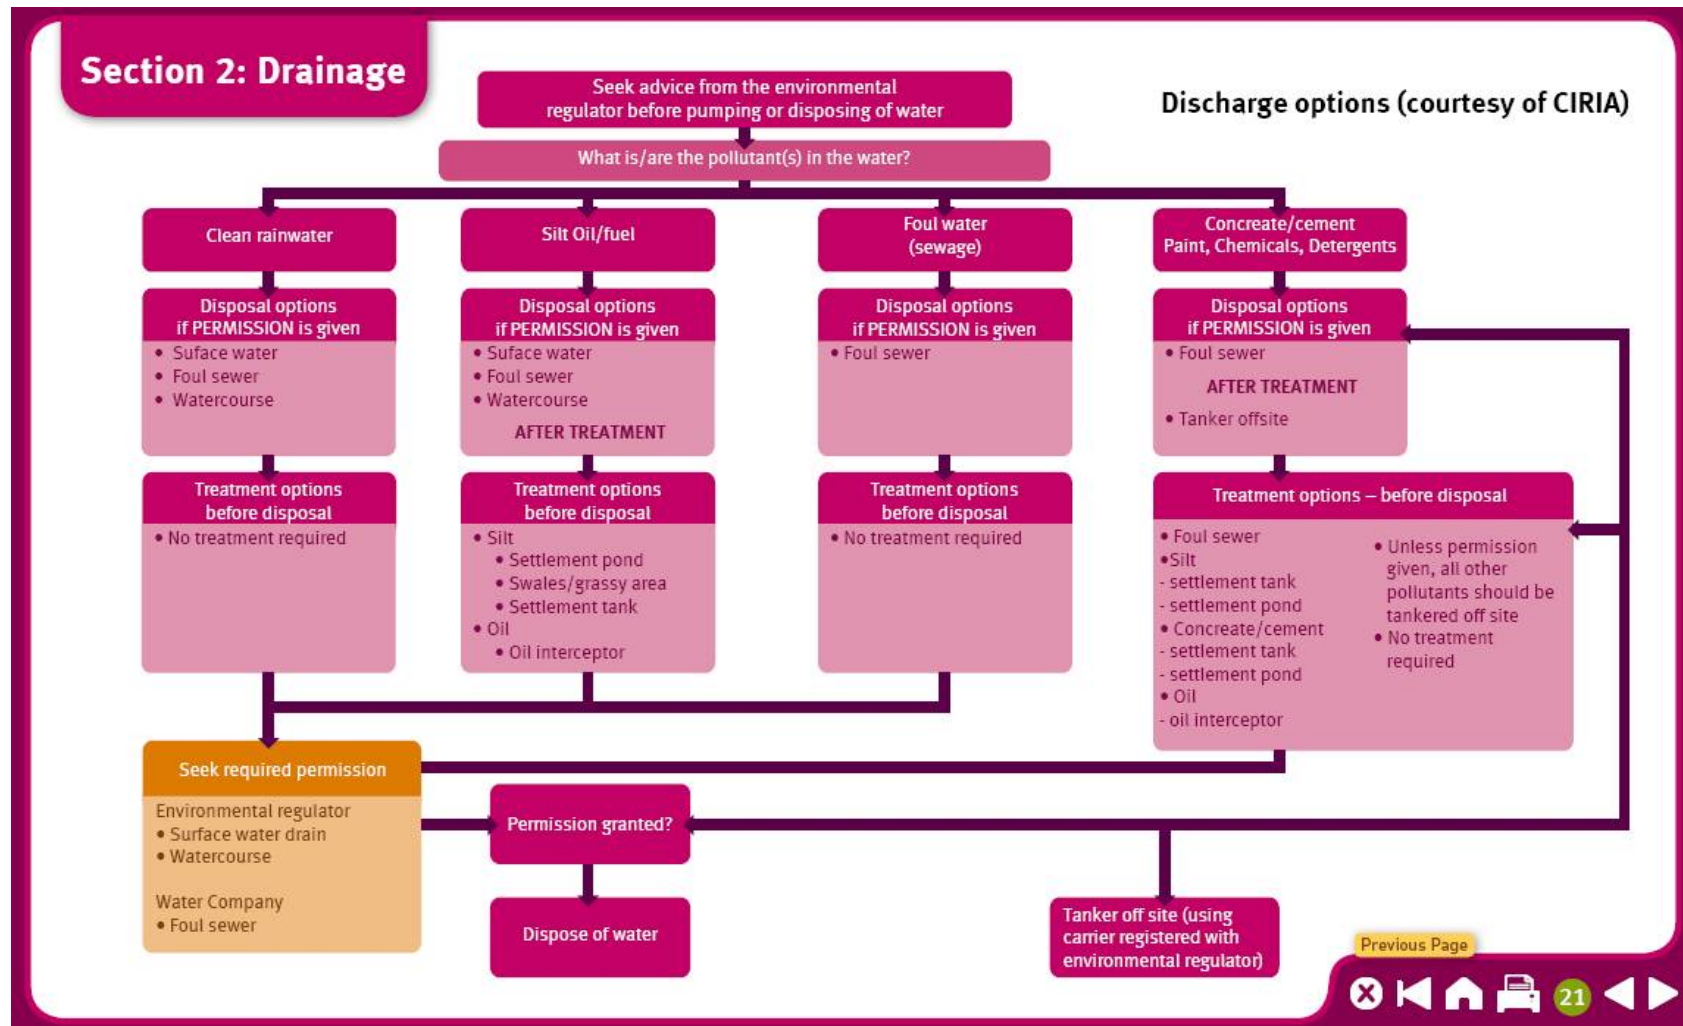 Section 2: Drainage
Discharge options (courtesy of CIRIA)
Seek advice from the environmental
regulator before pumping or disposing of water
What is/are the pollutant(s) in the water?
Clean rainwater
Disposal options
if PERMISSION is given
• Suface water
• Foul sewer
• Watercourse
Treatment options
before disposal
• No treatment required
Silt Oil/fuel
Disposal options
if PERMISSION is given
• Suface water
• Foul sewer
• Watercourse
AFTER TREATMENT
Treatment options
before disposal
• Silt
• Settlement pond
• Swales/grassy area
• Settlement tank
• Oil
• Oil interceptor
Foul water
(sewage)
Disposal options
if PERMISSION is given
• Foul sewer
Treatment options
before disposal
• No treatment required
Concreate/cement
Paint, Chemicals, Detergents
Disposal options
if PERMISSION is given
• Foul sewer
AFTER TREATMENT
• Tanker offsite
Treatment options – before disposal
• Foul sewer
•Silt
- settlement tank
- settlement pond
• Concreate/cement
- settlement tank
- settlement pond
• Oil
- oil interceptor
• Unless permission
given, all other
pollutants should be
tankered off site
• No treatment
required
Seek required permission
Environmental regulator
• Surface water drain
• Watercourse
Water Company
• Foul sewer
Permission granted?
Dispose of water
Tanker off site (using
carrier registered with
environmental regulator)
Previous Page
21